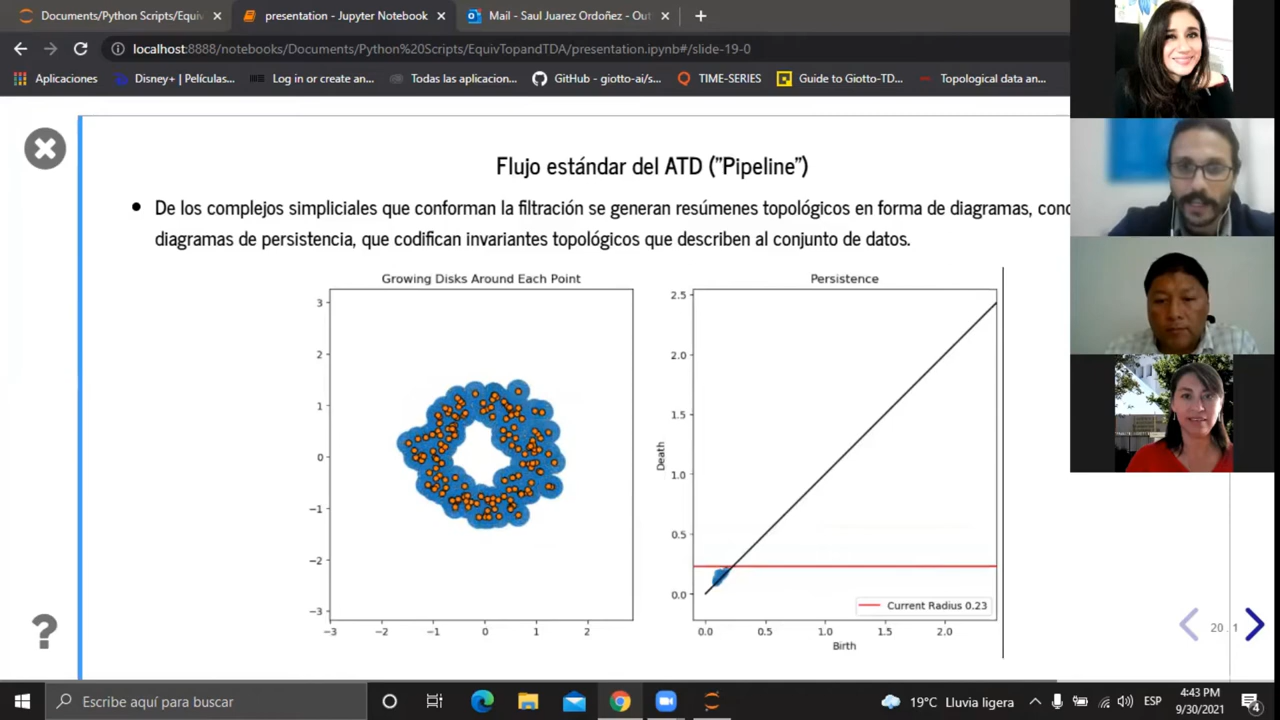 Documents/Python Scripts/Equiv
presentation - Jupyter Notebook
Mail - Saul Juarez Ordoñez - Out
localhost:8888/notebooks/Documents/Python%20Scripts/EquivTopandTDA/presentation.ipynb#/slide-19-0
Aplicaciones
Disney+ | Películas...
Log in or create an...
Todas las aplicacion...
GitHub - giotto-ai/s...
TIME-SERIES
Guide to Giotto-TD...
Topological data an...
Flujo estándar del ATD ("Pipeline")
De los complejos simpliciales que conforman la filtración se generan resúmenes topológicos en forma de diagramas, cono
diagramas de persistencia, que codifican invariantes topológicos que describen al conjunto de datos.
Growing Disks Around Each Point
3
2
1
0
−1
−2
−3
−3 −2 −1 0 1 2
Persistence
2.5
2.0
1.5
1.0
0.5
0.0
Death
0.0 0.5 1.0 1.5 2.0
Birth
Current Radius 0.23
20.1
?
Escribe aquí para buscar
19°C Lluvia ligera
ESP
4:43 PM
9/30/2021
4